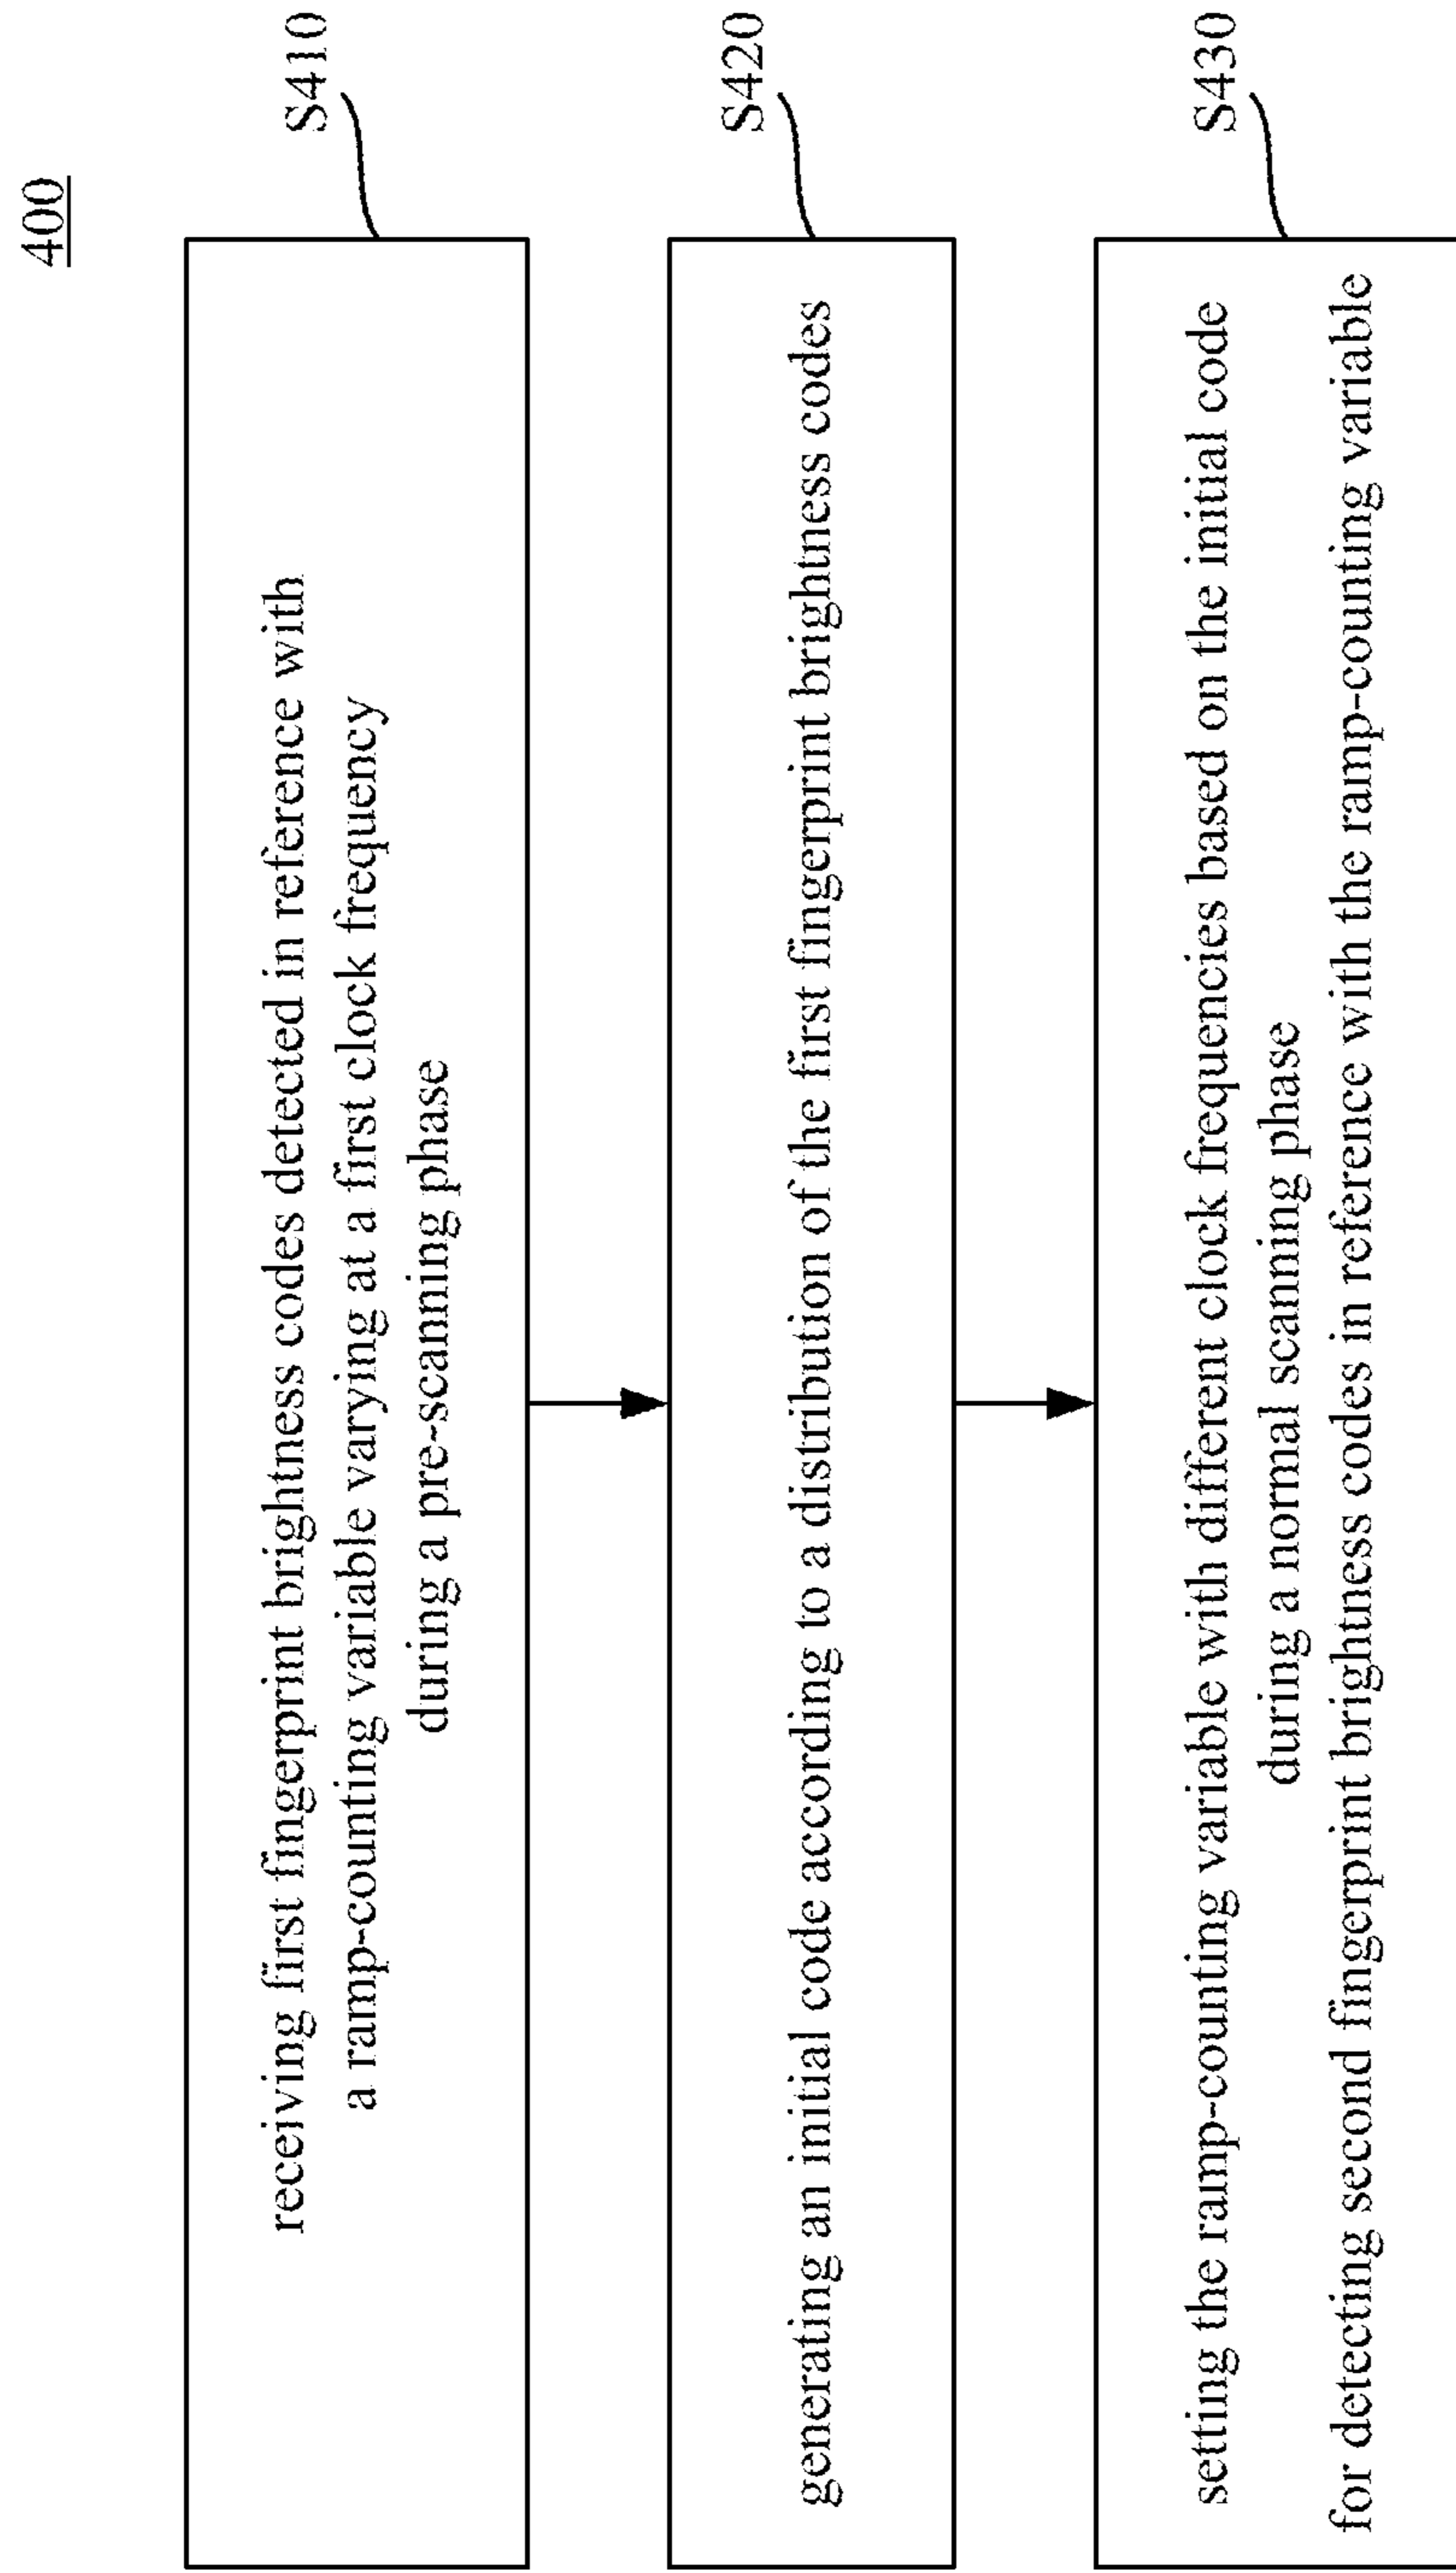 400
receiving first fingerprint brightness codes detected in reference with
a ramp-counting variable varying at a first clock frequency
during a pre-scanning phase
S410
generating an initial code according to a distribution of the first fingerprint brightness codes
S420
setting the ramp-counting variable with different clock frequencies based on the initial code
during a normal scanning phase
for detecting second fingerprint brightness codes in reference with the ramp-counting variable
S430